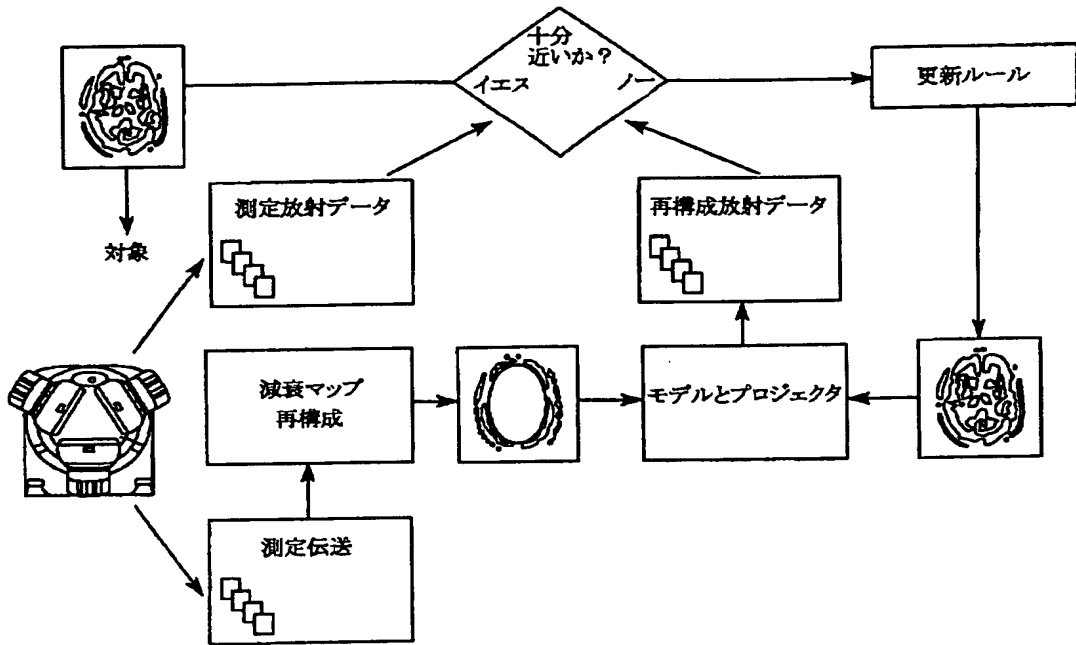 十分
近いか?
イエス
ノー
更新ルール
測定放射データ
再構成放射データ
対象
減衰マップ
再構成
モデルとプロジェクタ
測定伝送